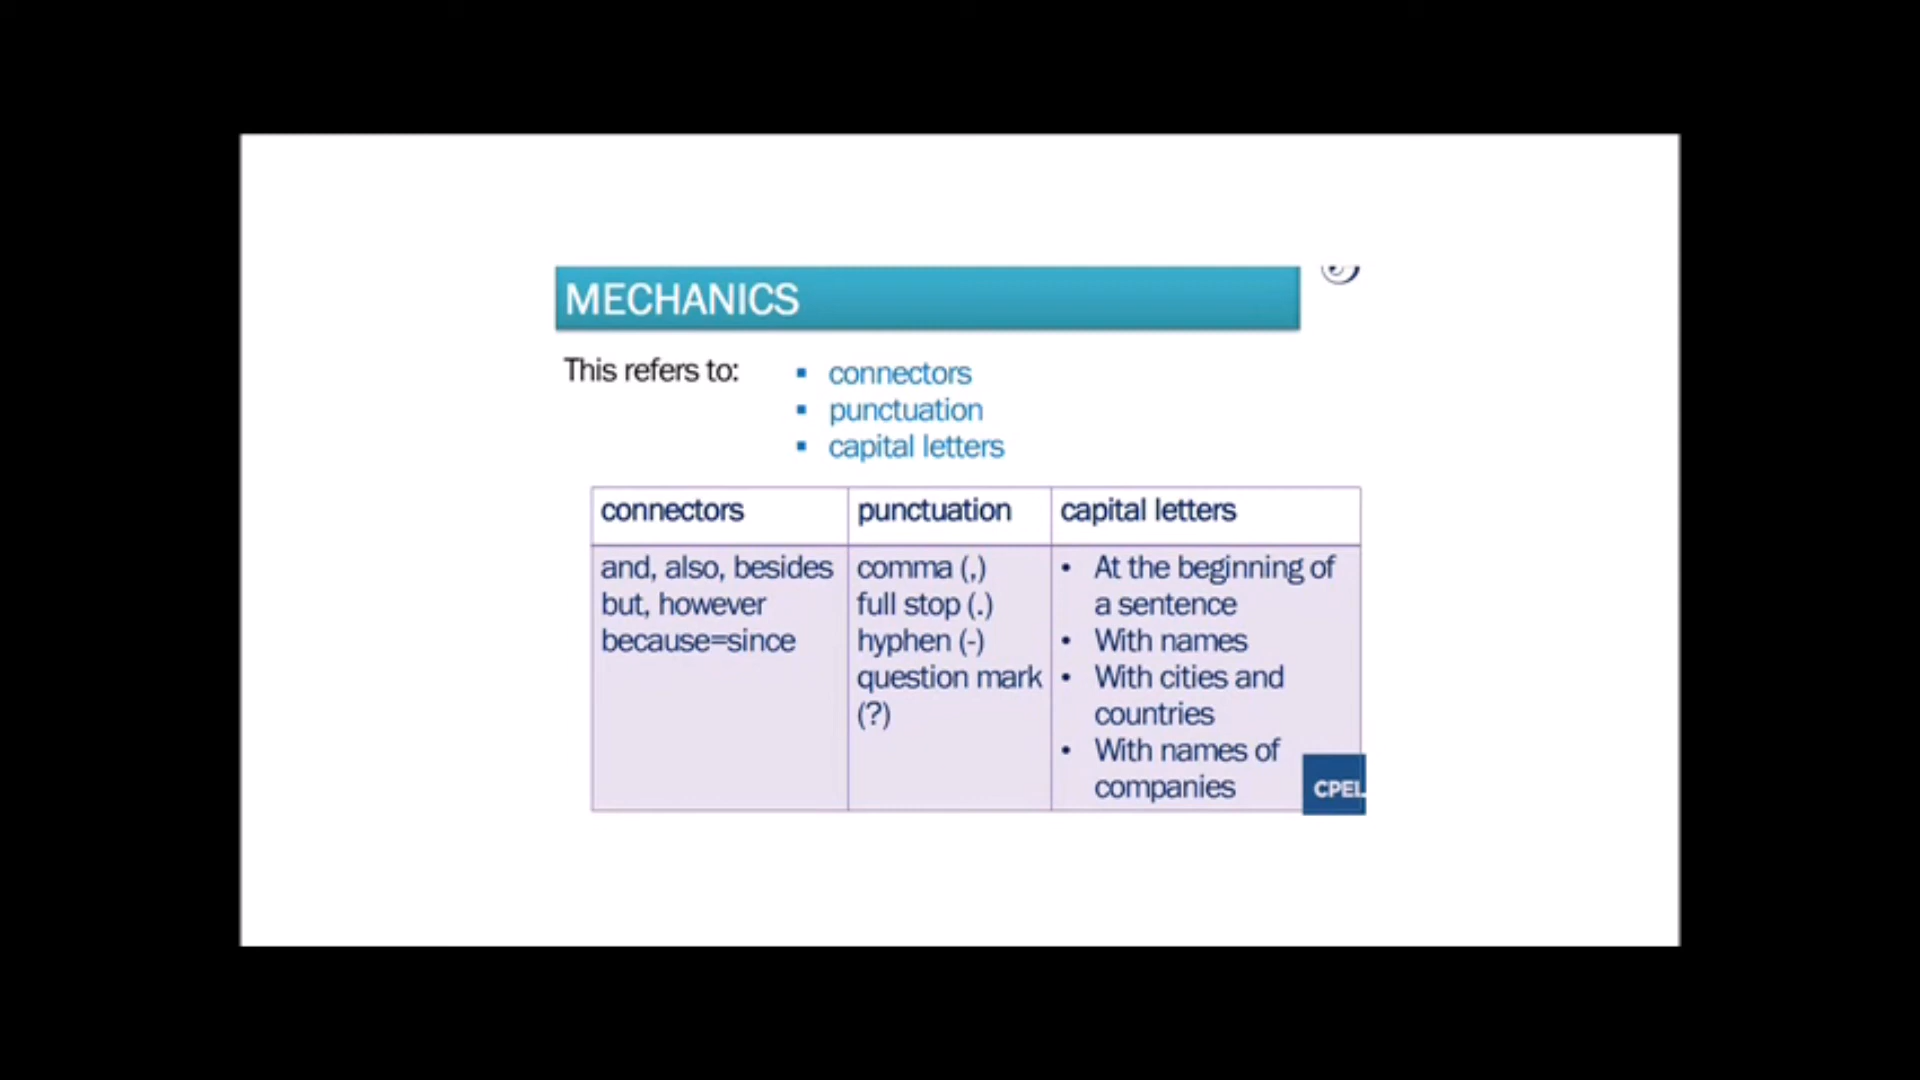 MECHANICS
This refers to:
▪ connectors
▪ punctuation
▪ capital letters
connectors
punctuation
capital letters
and, also, besides
but, however
because=since
comma (,)
full stop (.)
hyphen (-)
question mark
(?)
• At the beginning of
a sentence
• With names
• With cities and
countries
• With names of
companies
CPEL